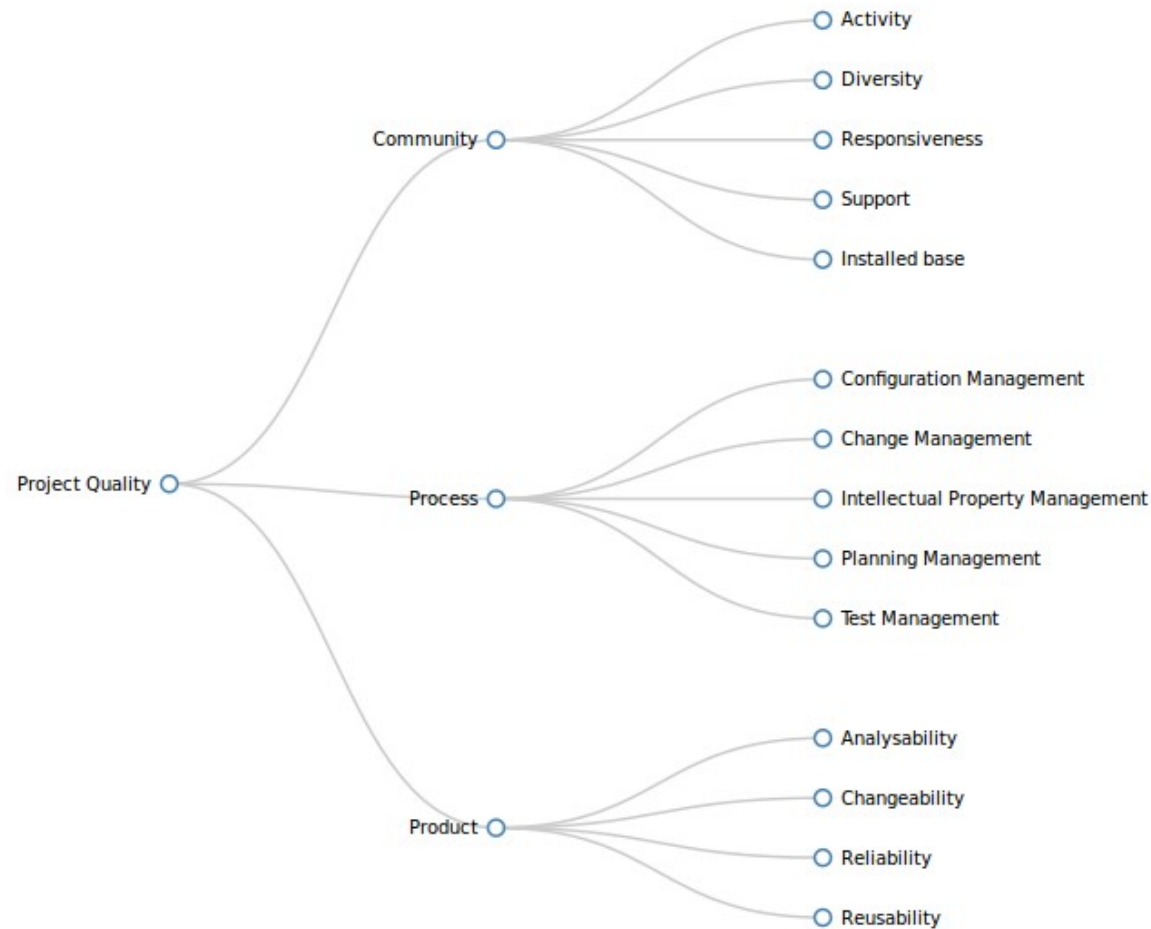 Project Quality
Community
Activity
Diversity
Responsiveness
Support
Installed base
Process
Configuration Management
Change Management
Intellectual Property Management
Planning Management
Test Management
Product
Analysability
Changeability
Reliability
Reusability